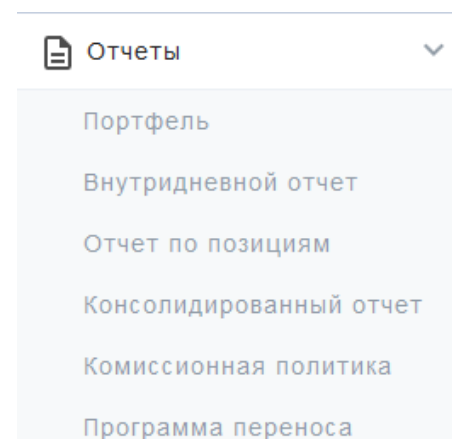 Отчеты
Портфель
Внутридневной отчет
Отчет по позициям
Консолидированный отчет
Комиссионная политика
Программа переноса